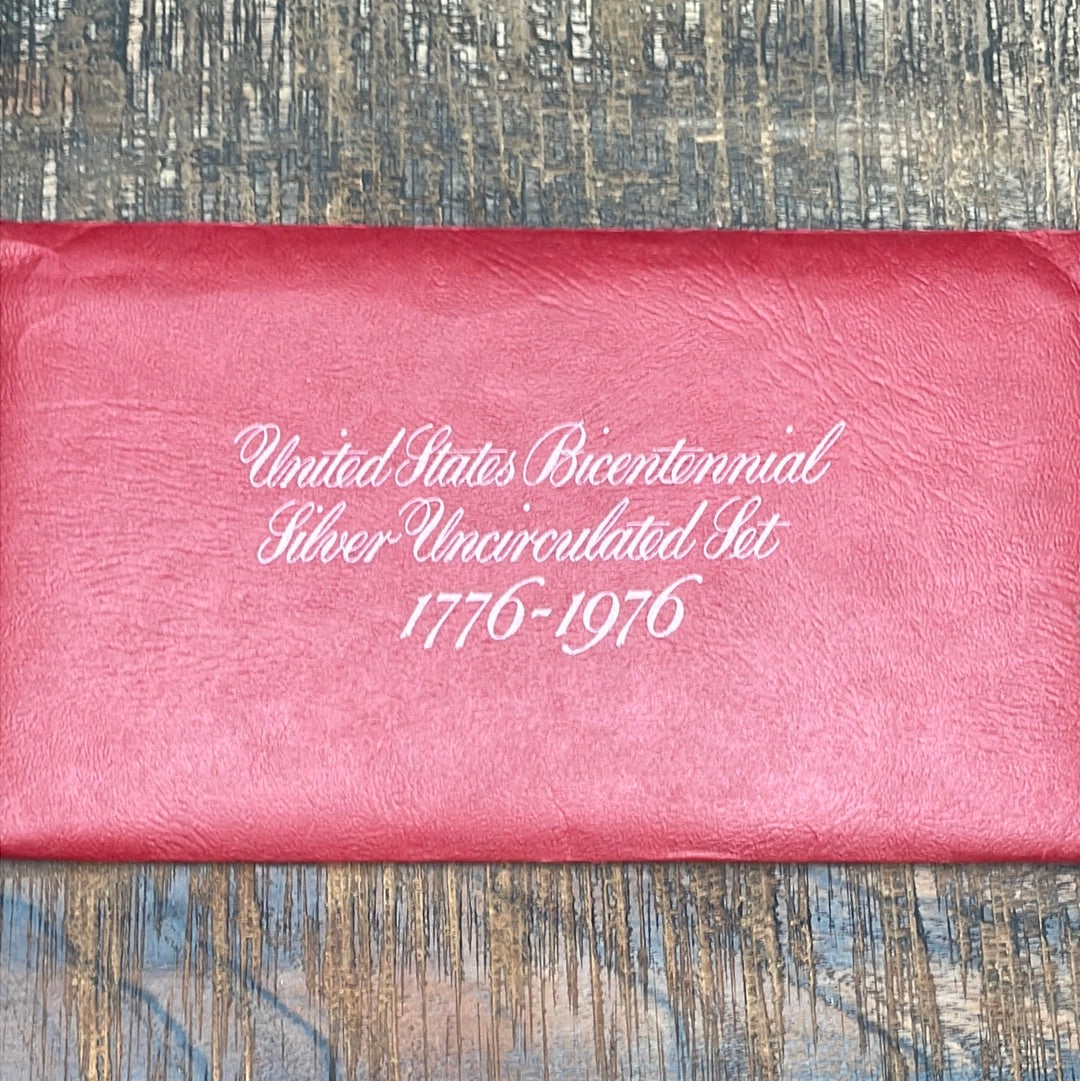 United States Bicentennial
Silver Uncirculated Set
1776-1976